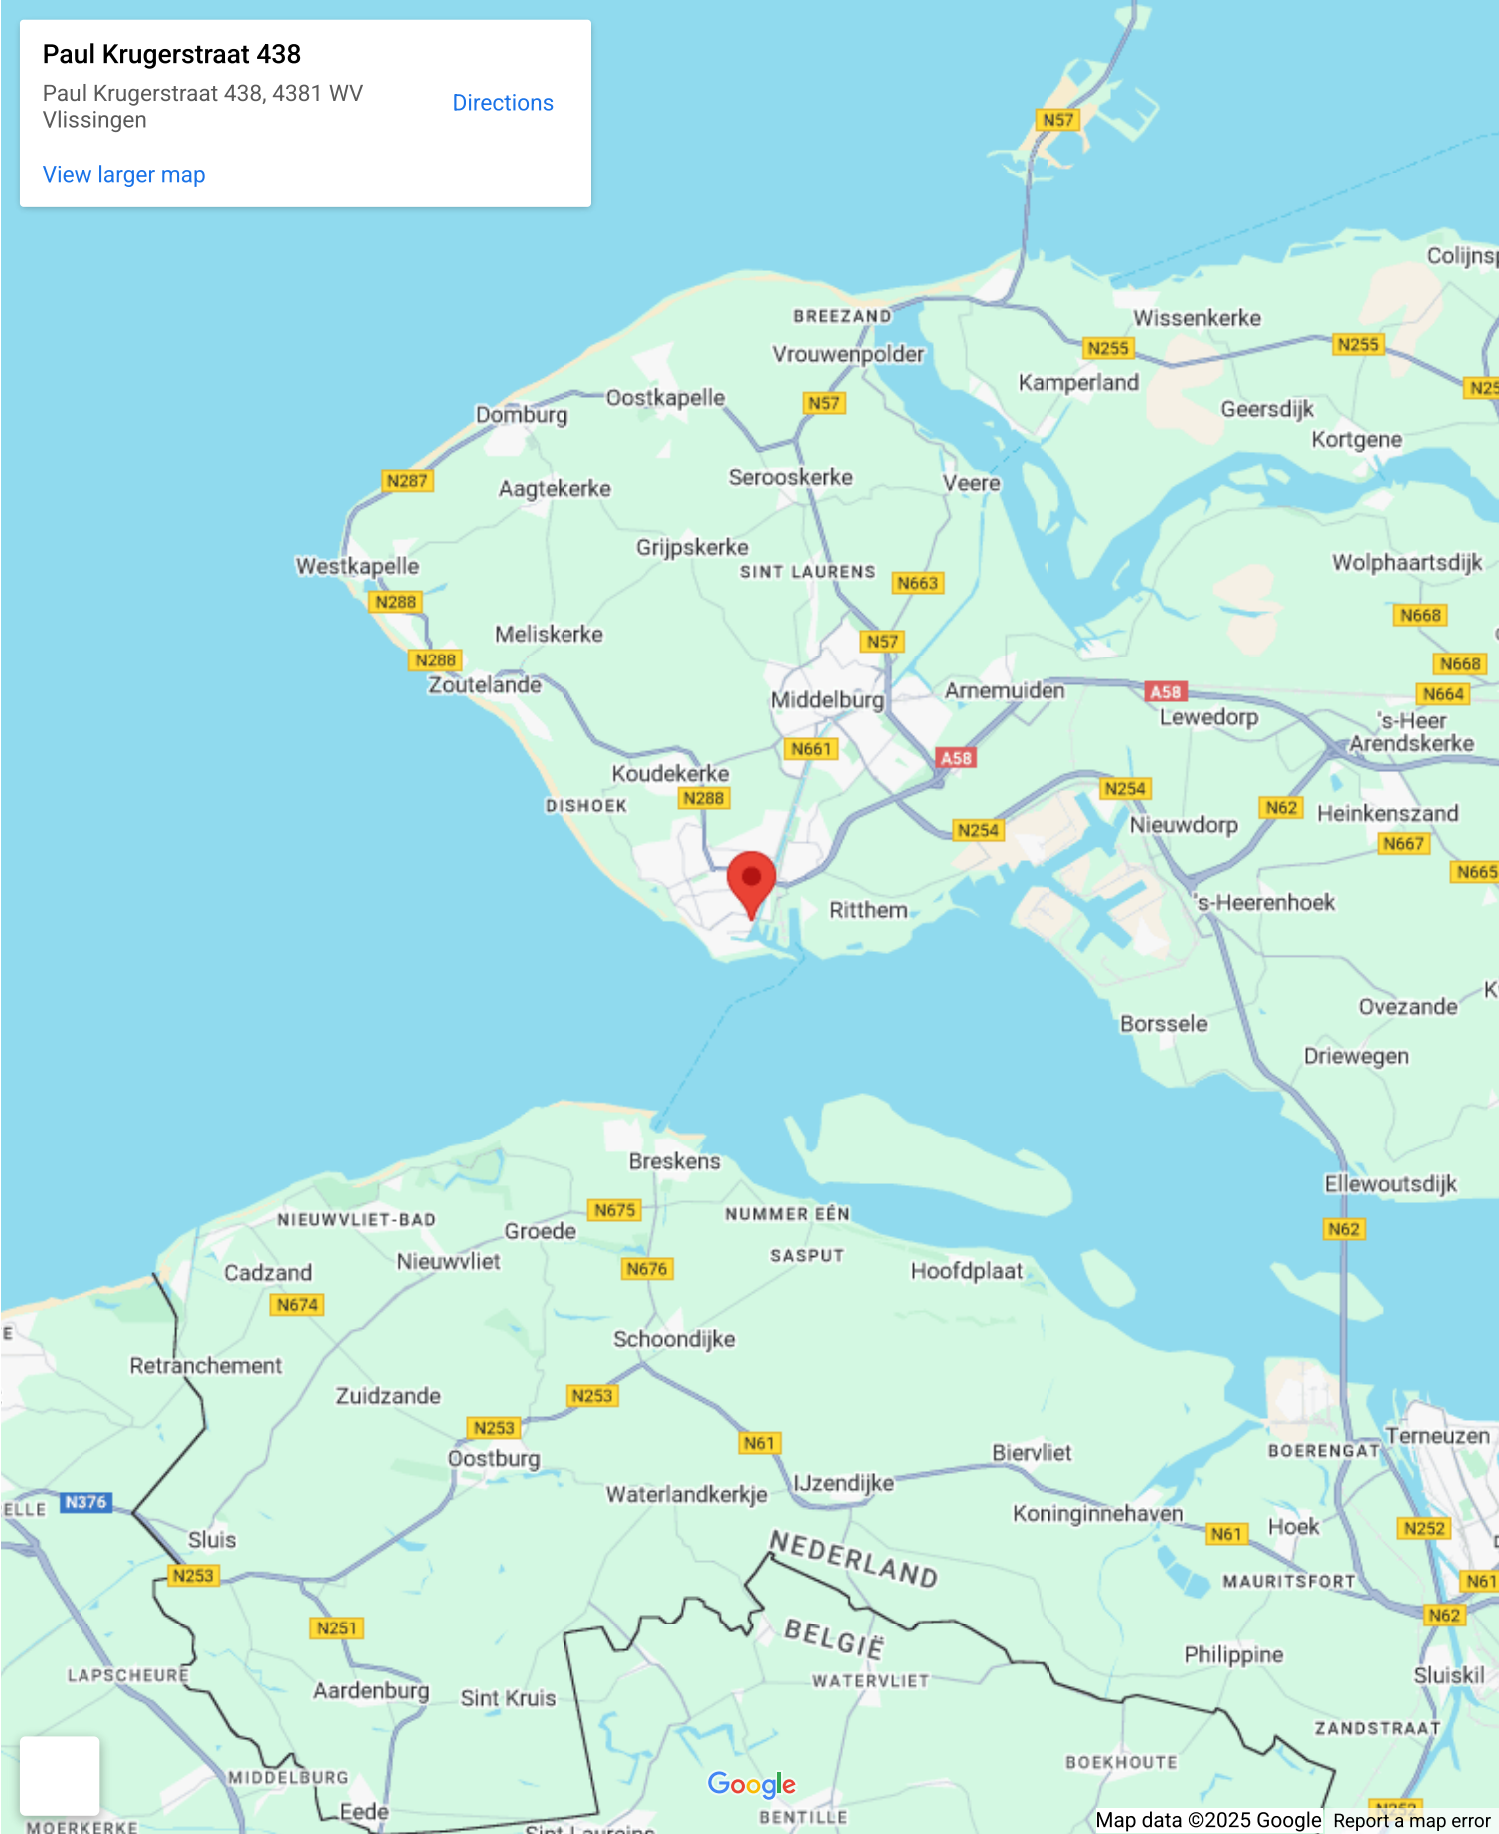 Paul Krugerstraat 438
Paul Krugerstraat 438, 4381 WV
Vlissingen
Directions
View larger map
N57
Colijnsp
BREEZAND
Wissenkerke
Vrouwenpolder
N255
N255
Kamperland
N25
Oostkapelle
N57
Domburg
Geersdijk
Kortgene
N287
Serooskerke
Veere
Aagtekerke
Grijpskerke
Westkapelle
SINT LAURENS
N663
Wolphaartsdijk
N288
N668
Meliskerke
N57
N288
N668
Zoutelande
Middelburg
Arnemuiden
A58
N664
Lewedorp
's-Heer
Arendskerke
N661
A58
Koudekerke
N288
DISHOEK
N254
N62
Heinkenszand
N254
Nieuwdorp
N667
N665
's-Heerenhoek
Ritthem
K
Ovezande
Borssele
Driewegen
Breskens
Ellewoutsdijk
N675
NUMMER EÉN
NIEUWVLIET-BAD
Groede
N62
SASPUT
Nieuwvliet
N676
Hoofdplaat
Cadzand
N674
E
Schoondijke
Retranchement
Zuidzande
N253
N253
N61
Terneuzen
Oostburg
Biervliet
BOERENGAT
IJzendijke
Waterlandkerkje
N376
ELLE
Koninginnehaven
N61
Hoek
N252
Sluis
NEDERLAND
N253
MAURITSFORT
N61
N62
N251
BELGIË
Philippine
LAPSCHEURE
WATERVLIET
Sluiskil
Aardenburg
Sint Kruis
ZANDSTRAAT
BOEKHOUTE
MIDDELBURG
Google
Eede
N252
BENTILLE
MOERKERKE
Sint Laureins
Map data ©2025 Google
Report a map error